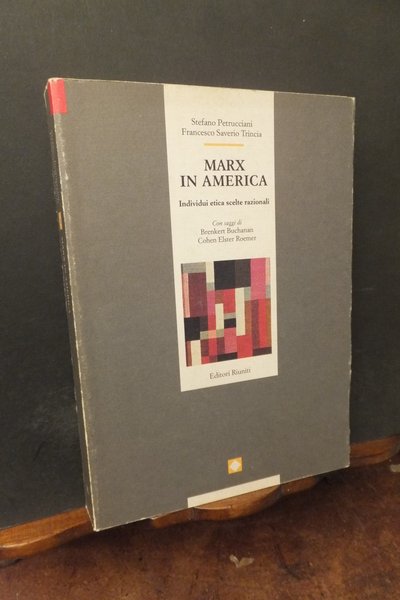 Stefano Petrucciani
Francesco Saverio Trincia
MARX
IN AMERICA
Individui etica scelte razionali
Con saggi di
Brenkert Buchanan
Cohen Elster Roemer
Editori Riuniti